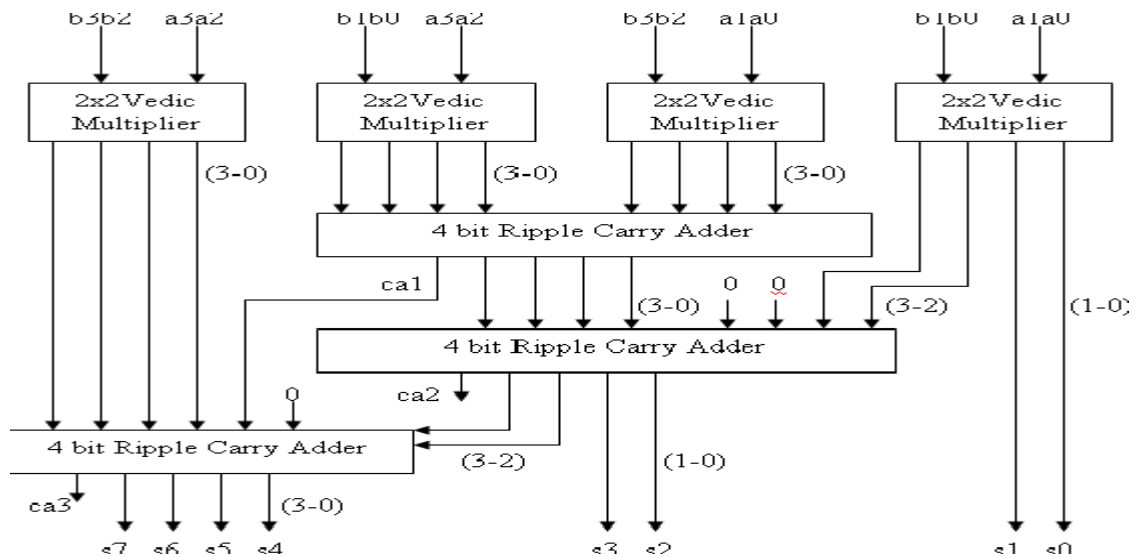 b3b2 a3a2 b1b0 a3a2 b3b2 a1a0 b1b0 a1a0
2x2Vedic Multiplier
2x2Vedic Multiplier
2x2Vedic Multiplier
2x2Vedic Multiplier
(3-0) (3-0) (3-0)
4 bit Ripple Carry Adder
ca1 0 0
(3-0) (3-2) (1-0)
4 bit Ripple Carry Adder
0 ca2
4 bit Ripple Carry Adder
(3-2) (1-0)
ca3 (3-0)
s7 s6 s5 s4 s3 s2 s1 s0